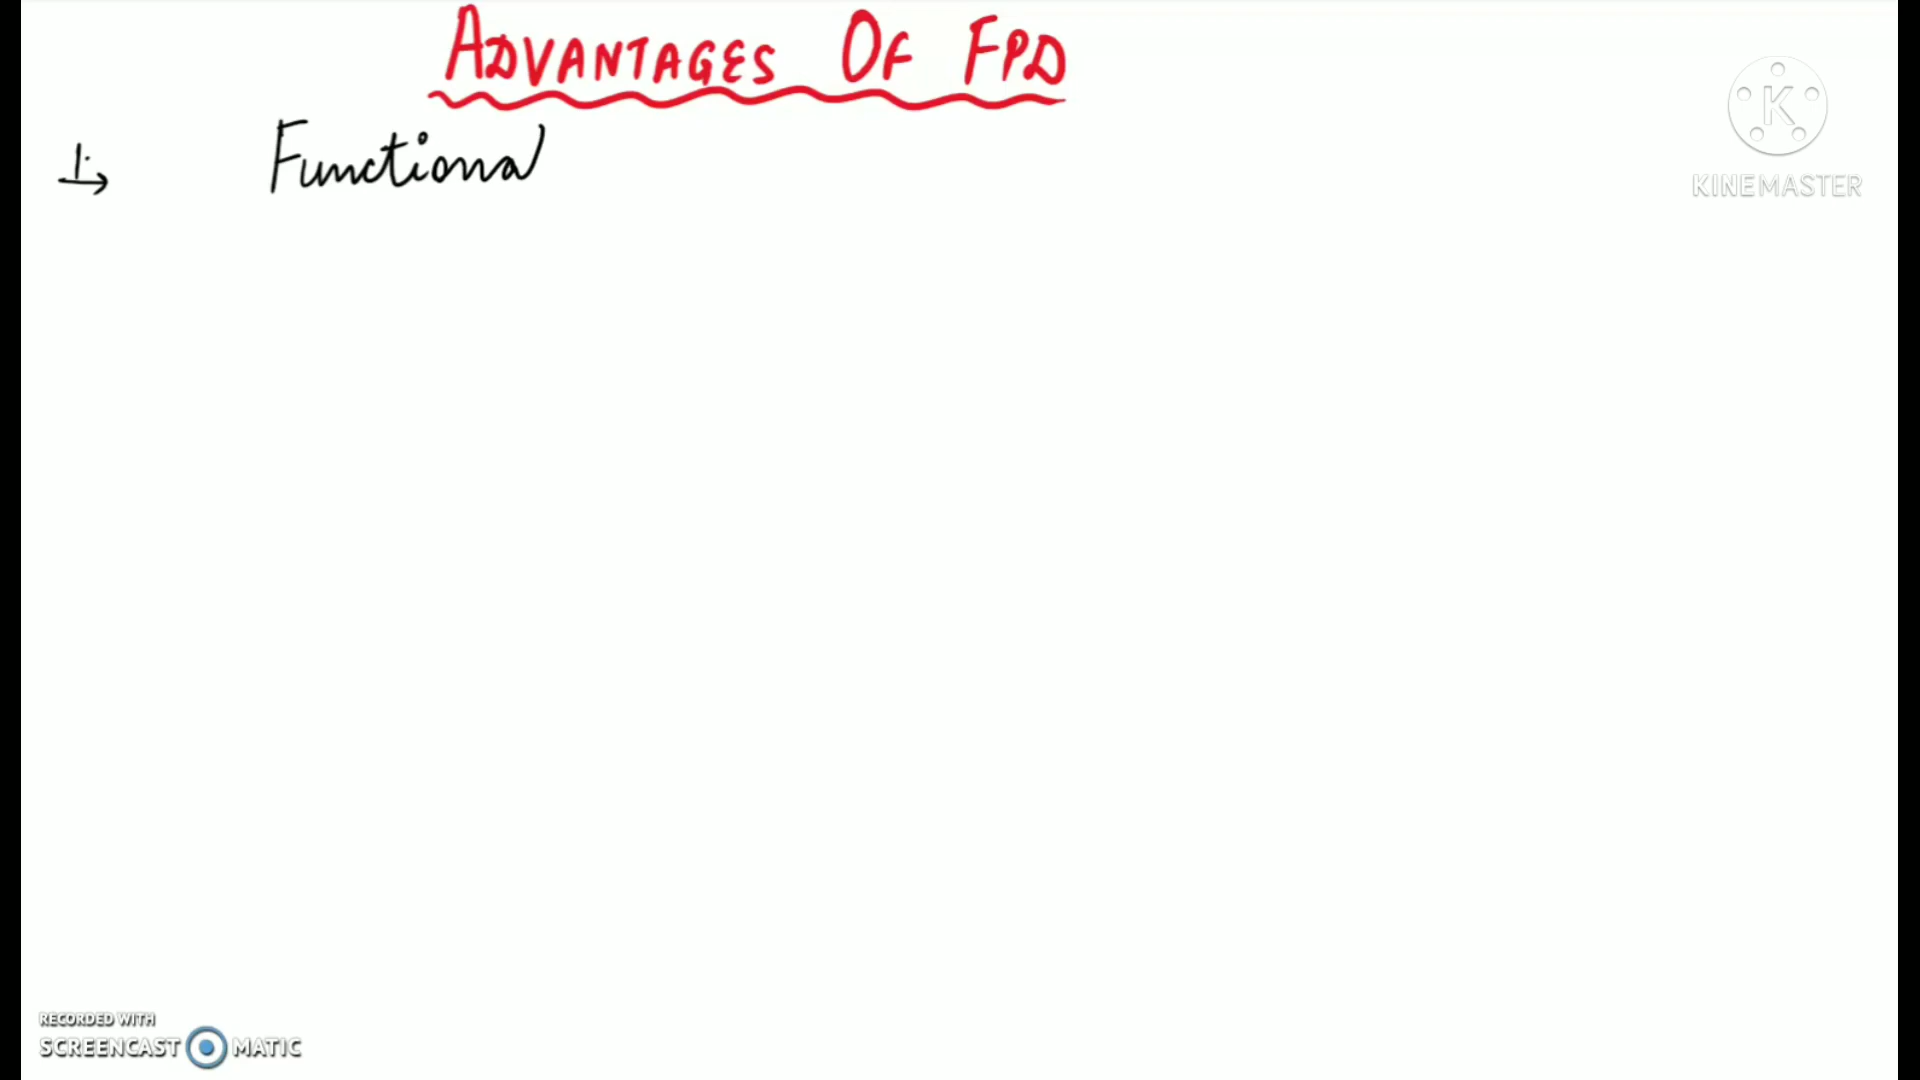 ADVANTAGES OF FPD
1. Functional
K
KINEMASTER
RECORDED WITH
SCREENCAST MATIC